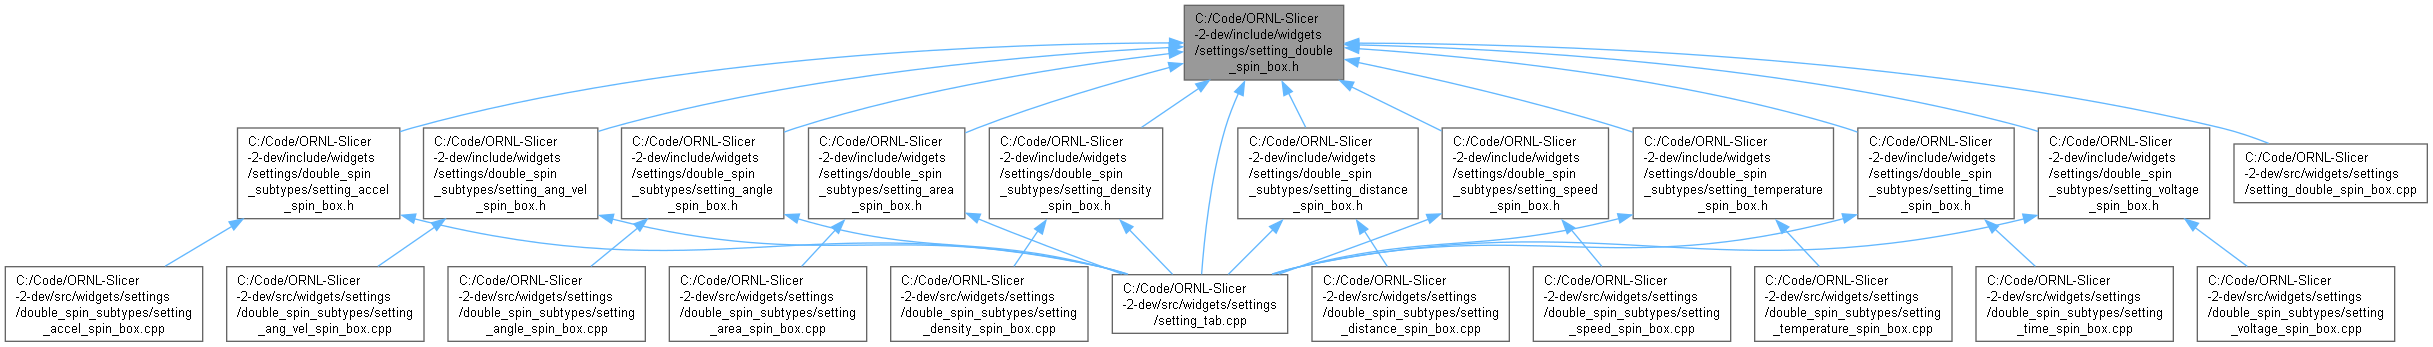 C:/Code/ORNL-Slicer
-2-dev/include/widgets
/settings/setting_double
_spin_box.h
C:/Code/ORNL-Slicer
-2-dev/include/widgets
/settings/double_spin
_subtypes/setting_accel
_spin_box.h
C:/Code/ORNL-Slicer
-2-dev/include/widgets
/settings/double_spin
_subtypes/setting_ang_vel
_spin_box.h
C:/Code/ORNL-Slicer
-2-dev/include/widgets
/settings/double_spin
_subtypes/setting_angle
_spin_box.h
C:/Code/ORNL-Slicer
-2-dev/include/widgets
/settings/double_spin
_subtypes/setting_area
_spin_box.h
C:/Code/ORNL-Slicer
-2-dev/include/widgets
/settings/double_spin
_subtypes/setting_density
_spin_box.h
C:/Code/ORNL-Slicer
-2-dev/include/widgets
/settings/double_spin
_subtypes/setting_distance
_spin_box.h
C:/Code/ORNL-Slicer
-2-dev/include/widgets
/settings/double_spin
_subtypes/setting_speed
_spin_box.h
C:/Code/ORNL-Slicer
-2-dev/include/widgets
/settings/double_spin
_subtypes/setting_temperature
_spin_box.h
C:/Code/ORNL-Slicer
-2-dev/include/widgets
/settings/double_spin
_subtypes/setting_time
_spin_box.h
C:/Code/ORNL-Slicer
-2-dev/include/widgets
/settings/double_spin
_subtypes/setting_voltage
_spin_box.h
C:/Code/ORNL-Slicer
-2-dev/src/widgets/settings
/setting_double_spin_box.cpp
C:/Code/ORNL-Slicer
-2-dev/src/widgets/settings
/double_spin_subtypes/setting
_accel_spin_box.cpp
C:/Code/ORNL-Slicer
-2-dev/src/widgets/settings
/double_spin_subtypes/setting
_ang_vel_spin_box.cpp
C:/Code/ORNL-Slicer
-2-dev/src/widgets/settings
/double_spin_subtypes/setting
_angle_spin_box.cpp
C:/Code/ORNL-Slicer
-2-dev/src/widgets/settings
/double_spin_subtypes/setting
_area_spin_box.cpp
C:/Code/ORNL-Slicer
-2-dev/src/widgets/settings
/double_spin_subtypes/setting
_density_spin_box.cpp
C:/Code/ORNL-Slicer
-2-dev/src/widgets/settings
/setting_tab.cpp
C:/Code/ORNL-Slicer
-2-dev/src/widgets/settings
/double_spin_subtypes/setting
_distance_spin_box.cpp
C:/Code/ORNL-Slicer
-2-dev/src/widgets/settings
/double_spin_subtypes/setting
_speed_spin_box.cpp
C:/Code/ORNL-Slicer
-2-dev/src/widgets/settings
/double_spin_subtypes/setting
_temperature_spin_box.cpp
C:/Code/ORNL-Slicer
-2-dev/src/widgets/settings
/double_spin_subtypes/setting
_time_spin_box.cpp
C:/Code/ORNL-Slicer
-2-dev/src/widgets/settings
/double_spin_subtypes/setting
_voltage_spin_box.cpp